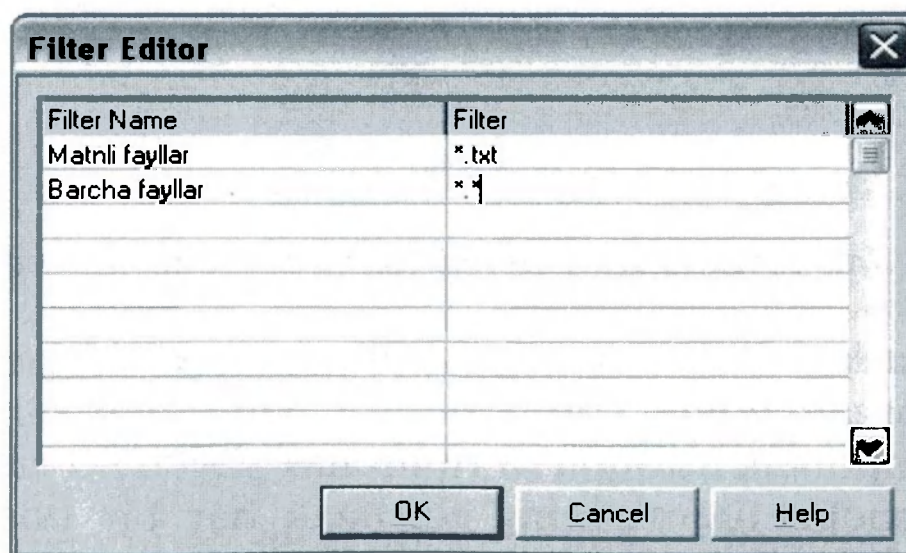 Filter Editor
Filter Name Filter
Matnli fayllar *.txt
Barcha fayllar *.*
OK Cancel Help